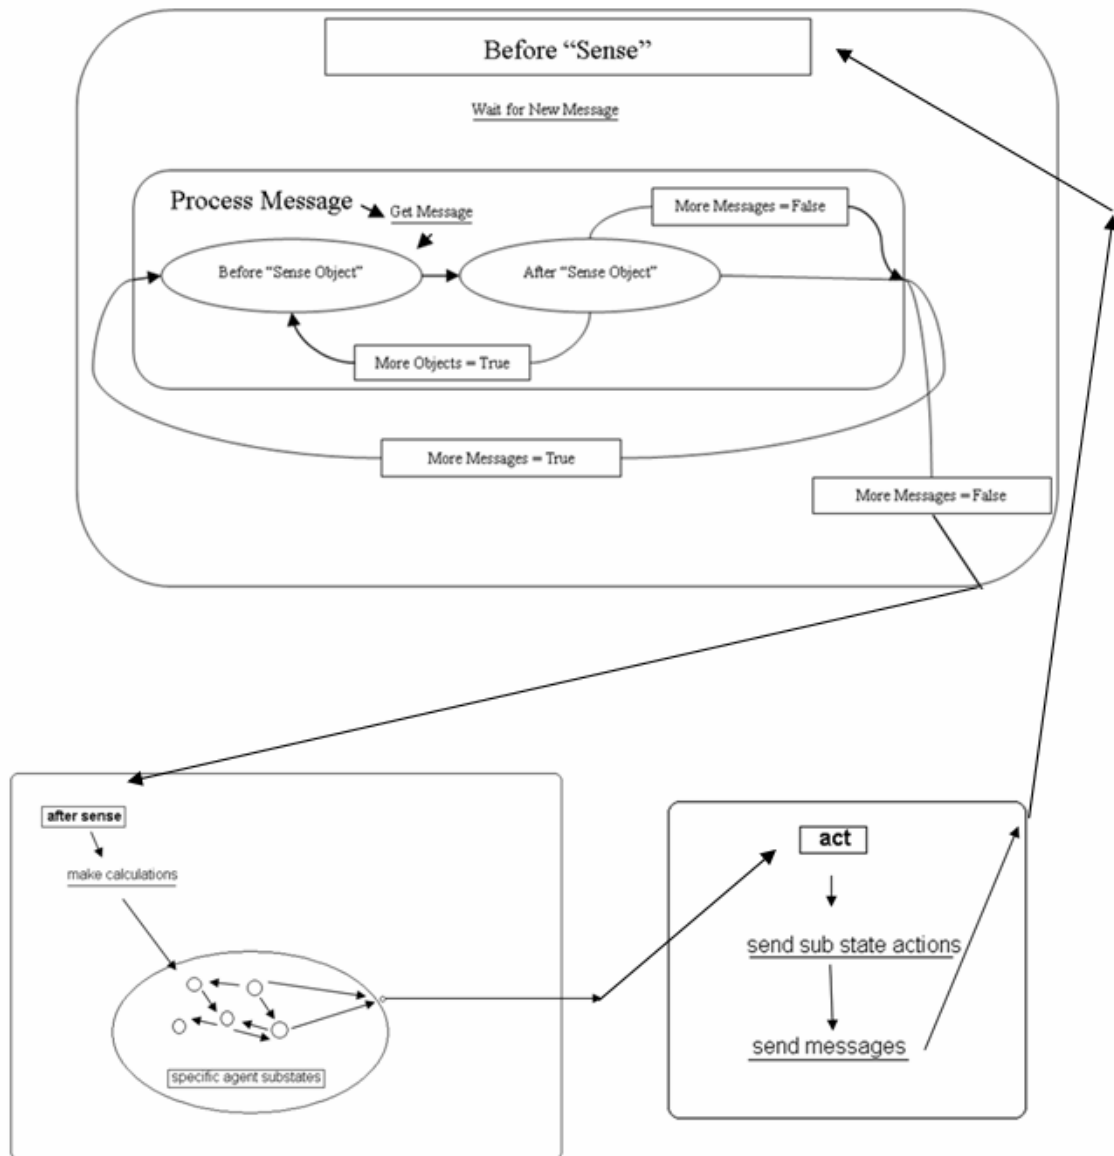 Before “Sense”
Wait for New Message
Process Message
Get Message
More Messages = False
Before “Sense Object”
After “Sense Object”
More Objects = True
More Messages = True
More Messages = False
after sense
make calculations
specific agent substates
act
send sub state actions
send messages